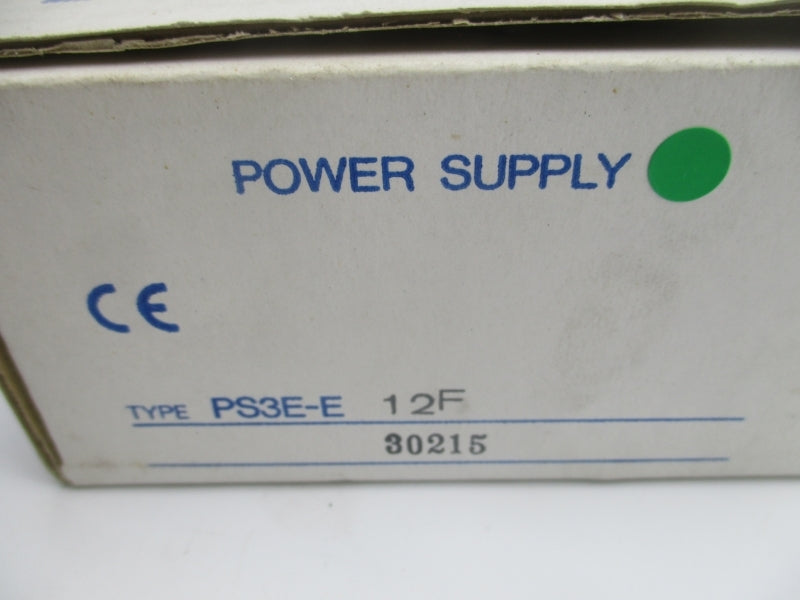 POWER SUPPLY
CE
TYPE PS3E-E 12F
30215